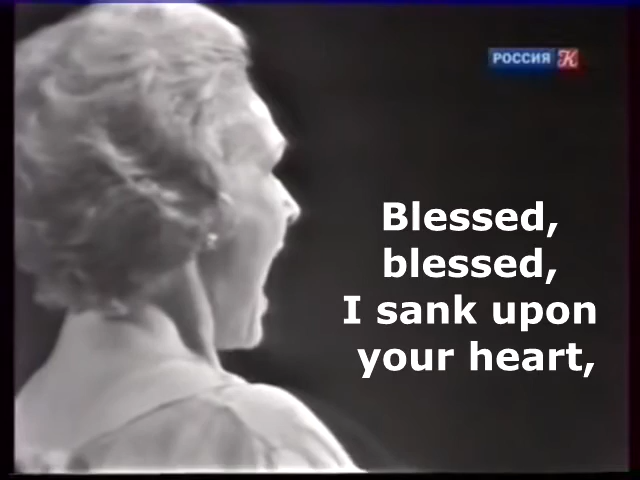 РОССИЯ К
Blessed,
blessed,
I sank upon
your heart,